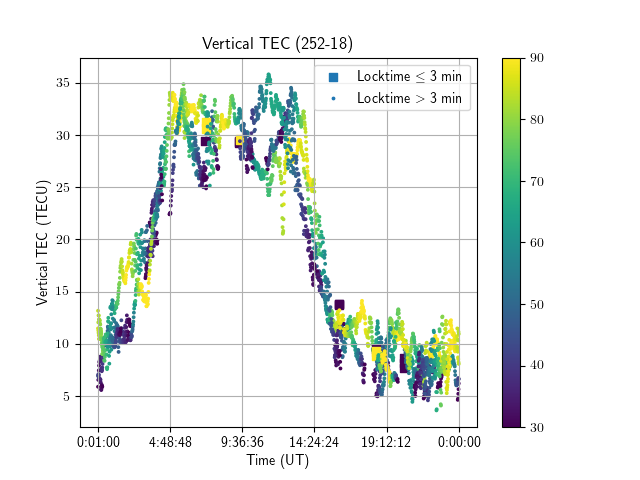 Vertical TEC (252-18)
Locktime ≤ 3 min
Locktime > 3 min
Vertical TEC (TECU)
35
30
25
20
15
10
5
0:01:00 4:48:48 9:36:36 14:24:24 19:12:12 0:00:00
Time (UT)
90
80
70
60
50
40
30